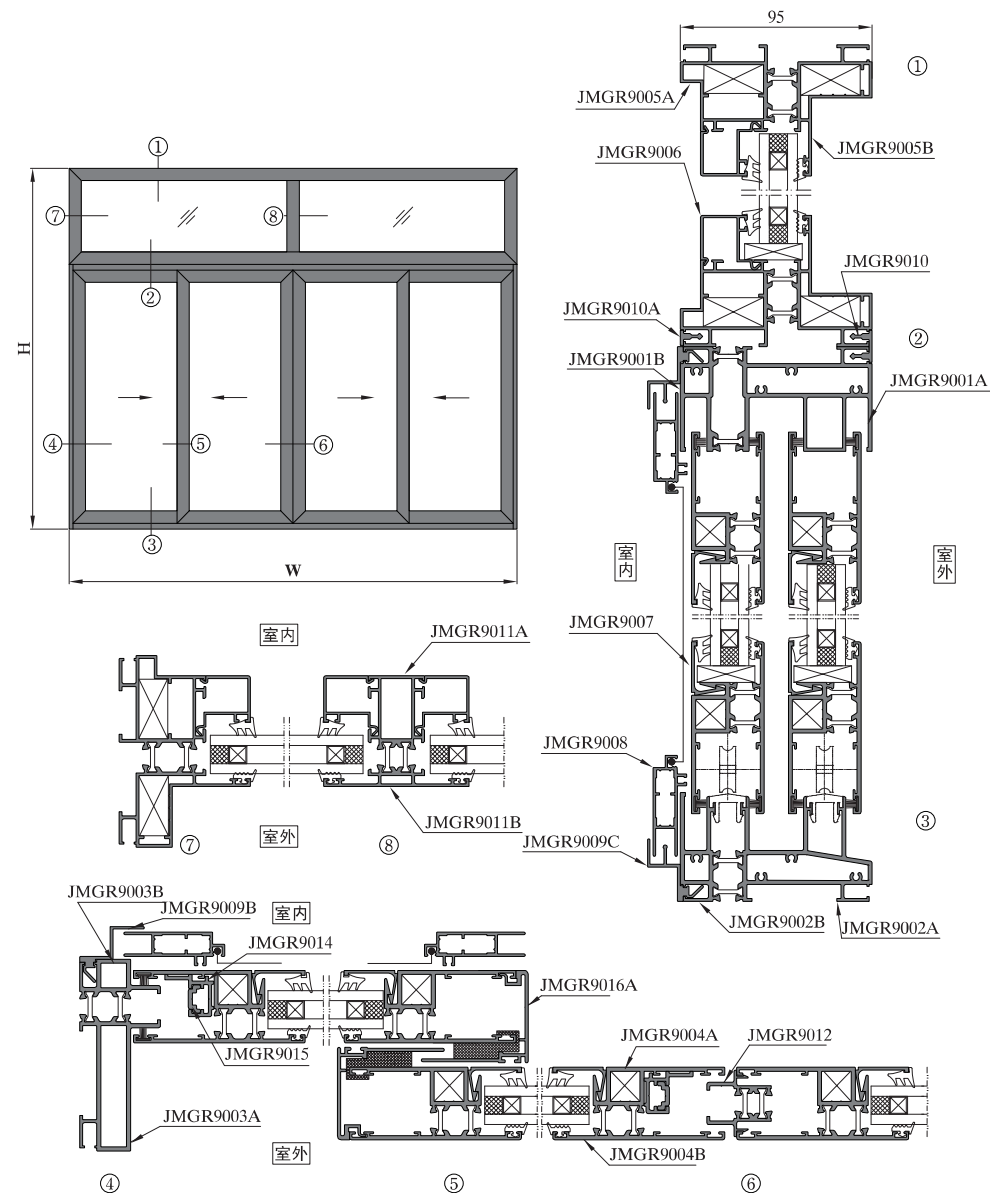 95
①
JMGR9005A
JMGR9005B
JMGR9006
JMGR9010
JMGR9010A
②
JMGR9001B
JMGR9001A
室内
室外
JMGR9007
JMGR9008
JMGR9009C
③
JMGR9002B
JMGR9002A
①
⑦
⑧
②
H
④
⑤
⑥
③
W
室内
JMGR9011A
JMGR9011B
⑦
室外
⑧
JMGR9003B
JMGR9009B
室内
JMGR9014
JMGR9016A
JMGR9015
JMGR9004A
JMGR9012
JMGR9003A
室外
JMGR9004B
④
⑤
⑥